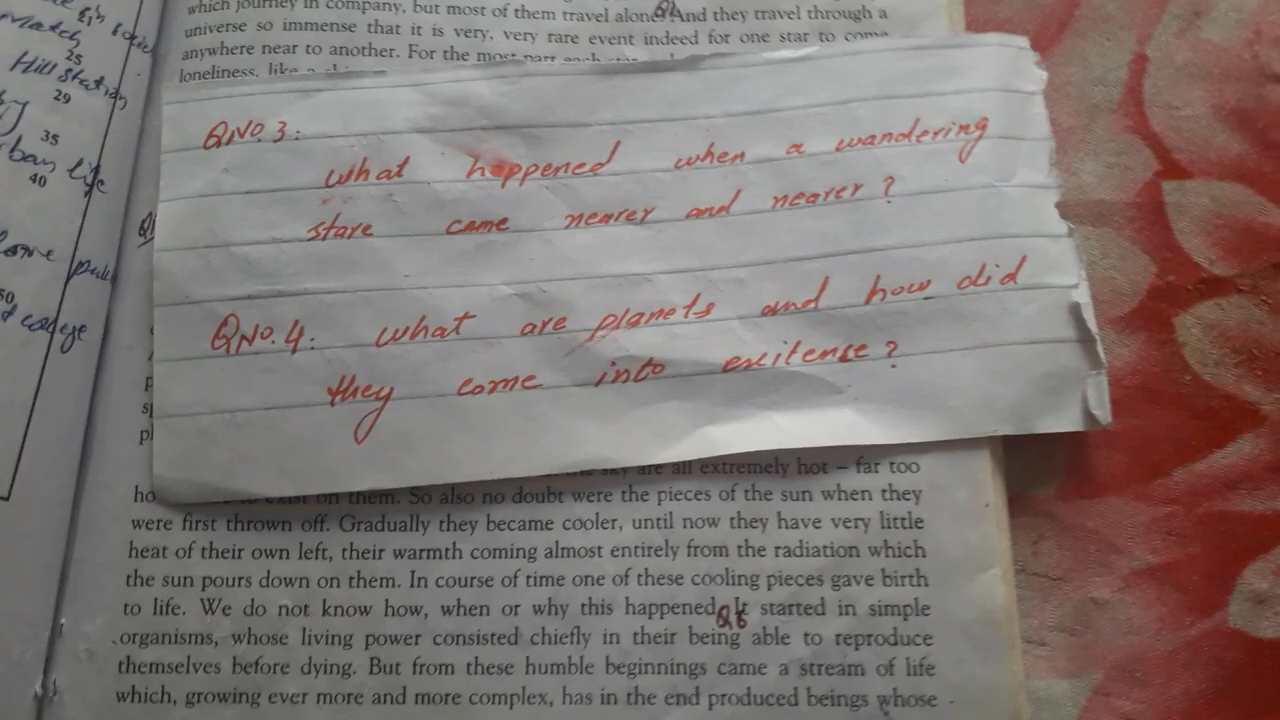 which journey in company, but most of them travel alone. And they travel through a
universe so immense that it is very, very rare event indeed for one star to come
anywhere near to another. For the most part each star
loneliness, like a
Match
25
Hill Station
29
35
40
life
50
college
QNO.3:
what happened when a wandering
stare came nearer and nearer?
QNO.4. what are planets and how did
they come into exitense?
p
sp
pl
sky are all extremely hot – far too
ho to exist on them. So also no doubt were the pieces of the sun when they
were first thrown off. Gradually they became cooler, until now they have very little
heat of their own left, their warmth coming almost entirely from the radiation which
the sun pours down on them. In course of time one of these cooling pieces gave birth
to life. We do not know how, when or why this happened. It started in simple
Q6
organisms, whose living power consisted chiefly in their being able to reproduce
themselves before dying. But from these humble beginnings came a stream of life
which, growing ever more and more complex, has in the end produced beings whose